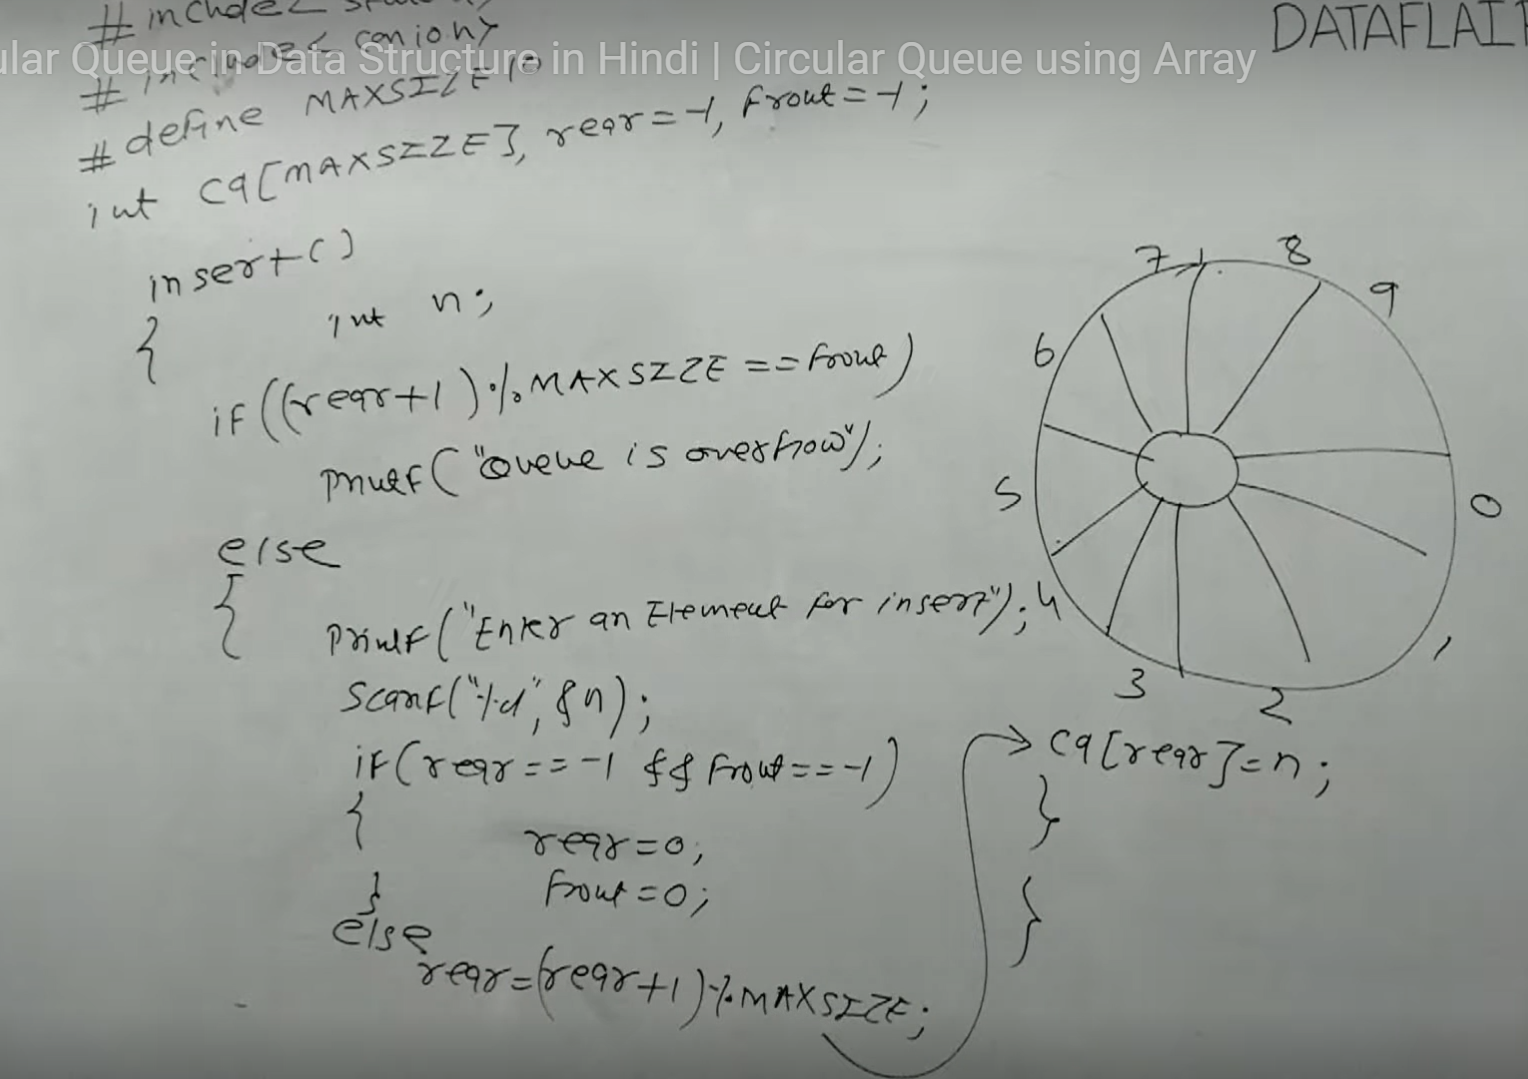 DATAFLAI
ular Queue in Data Structure in Hindi | Circular Queue using Array
# include<
# include< conioh>
# define MAXSIZE 10
int cq[MAXSIZE], rear=-1, front=-1;
insert()
{
int n;
if((rear+1)%MAXSIZE ==front)
printf("Queue is overflow");
else
{
printf("Enter an Element for insert");
scanf("%d",&n);
if(rear==-1 && front==-1)
{
rear=0;
front=0;
}
else
rear=(rear+1)%MAXSIZE;
cq[rear]=n;
}
}
7
8
9
6
5
0
4
1
3
2